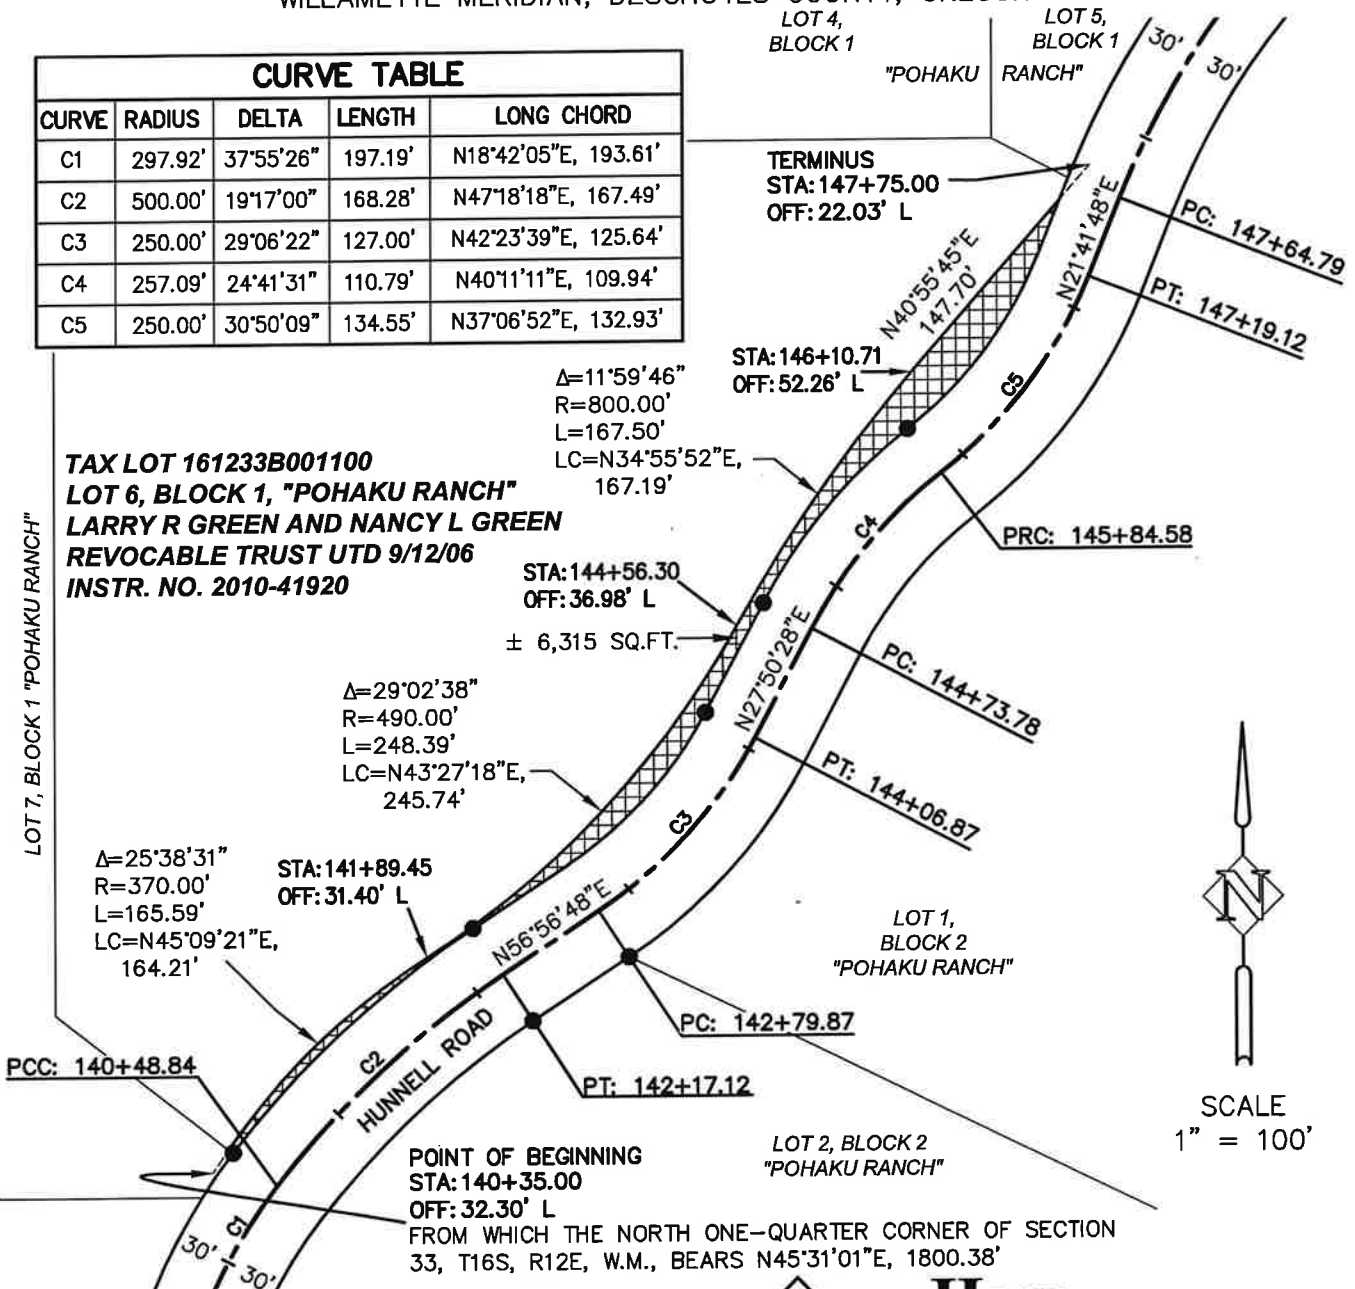 WILLAMETTE MERIDIAN, DESCHUTES COUNTY, OREGON
LOT 4,
BLOCK 1
LOT 5,
BLOCK 1
"POHAKU RANCH"
30'
30'
CURVE TABLE
CURVE RADIUS DELTA LENGTH LONG CHORD
C1 297.92' 37°55'26" 197.19' N18°42'05"E, 193.61'
C2 500.00' 19°17'00" 168.28' N47°18'18"E, 167.49'
C3 250.00' 29°06'22" 127.00' N42°23'39"E, 125.64'
C4 257.09' 24°41'31" 110.79' N40°11'11"E, 109.94'
C5 250.00' 30°50'09" 134.55' N37°06'52"E, 132.93'
TERMINUS
STA:147+75.00
OFF:22.03' L
N21°41'48"E
PC: 147+64.79
PT: 147+19.12
N40°55'45"E
147.70'
STA:146+10.71
OFF:52.26' L
C5
Δ=11°59'46"
R=800.00'
L=167.50'
LC=N34°55'52"E,
167.19'
TAX LOT 161233B001100
LOT 6, BLOCK 1, "POHAKU RANCH"
LARRY R GREEN AND NANCY L GREEN
REVOCABLE TRUST UTD 9/12/06
INSTR. NO. 2010-41920
LOT 7, BLOCK 1 "POHAKU RANCH"
C4
PRC: 145+84.58
STA:144+56.30
OFF:36.98' L
± 6,315 SQ.FT.
N27°50'28"E
PC: 144+73.78
PT: 144+06.87
Δ=29°02'38"
R=490.00'
L=248.39'
LC=N43°27'18"E,
245.74'
C3
Δ=25°38'31"
R=370.00'
L=165.59'
LC=N45°09'21"E,
164.21'
STA:141+89.45
OFF:31.40' L
N56°56'48"E
LOT 1,
BLOCK 2
"POHAKU RANCH"
N
PC: 142+79.87
PT: 142+17.12
C2
HUNNELL ROAD
PCC: 140+48.84
SCALE
1" = 100'
LOT 2, BLOCK 2
"POHAKU RANCH"
POINT OF BEGINNING
STA:140+35.00
OFF:32.30' L
FROM WHICH THE NORTH ONE-QUARTER CORNER OF SECTION
33, T16S, R12E, W.M., BEARS N45°31'01"E, 1800.38'
C1
30'
30'